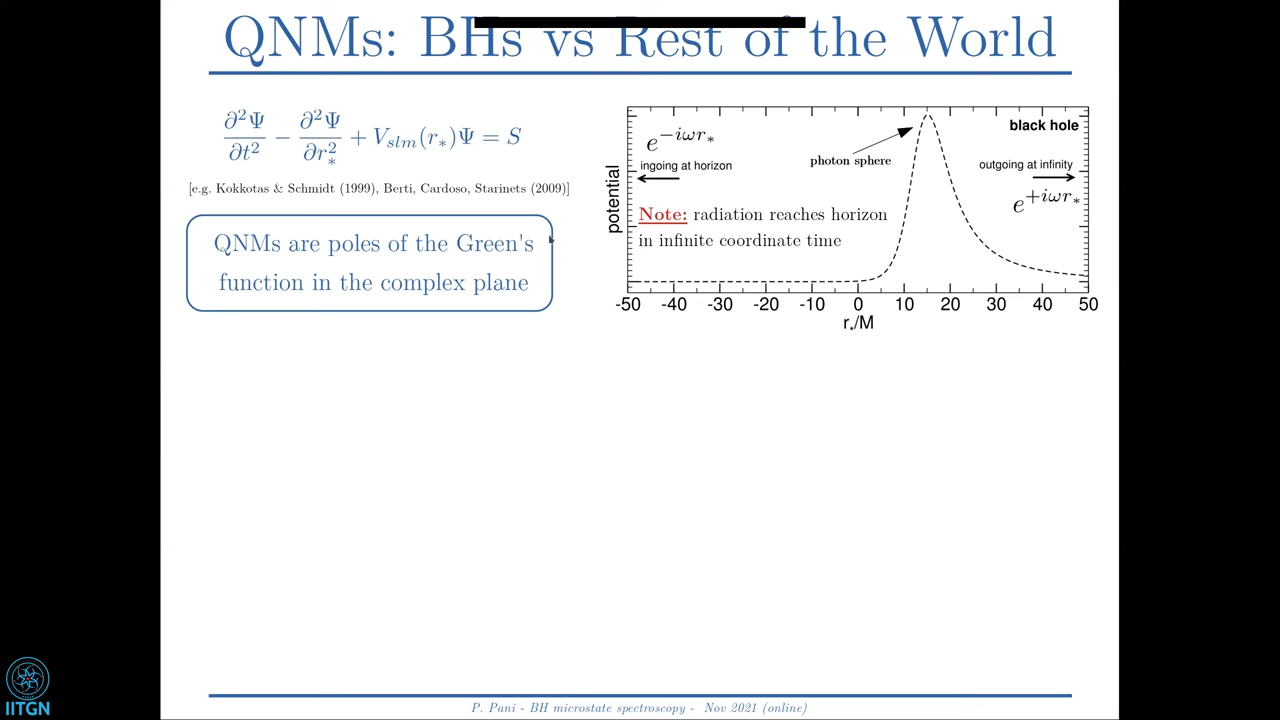 QNMs: BHs vs Rest of the World
∂²Ψ/∂t² − ∂²Ψ/∂r*² + V_slm(r*)Ψ = S
[e.g. Kokkotas & Schmidt (1999), Berti, Cardoso, Starinets (2009)]
QNMs are poles of the Green's
function in the complex plane
black hole
e^{-iωr*}
photon sphere
ingoing at horizon
outgoing at infinity
e^{+iωr*}
Note: radiation reaches horizon
in infinite coordinate time
potential
-50 -40 -30 -20 -10 0 10 20 30 40 50
r*/M
IITGN
P. Pani - BH microstate spectroscopy - Nov 2021 (online)